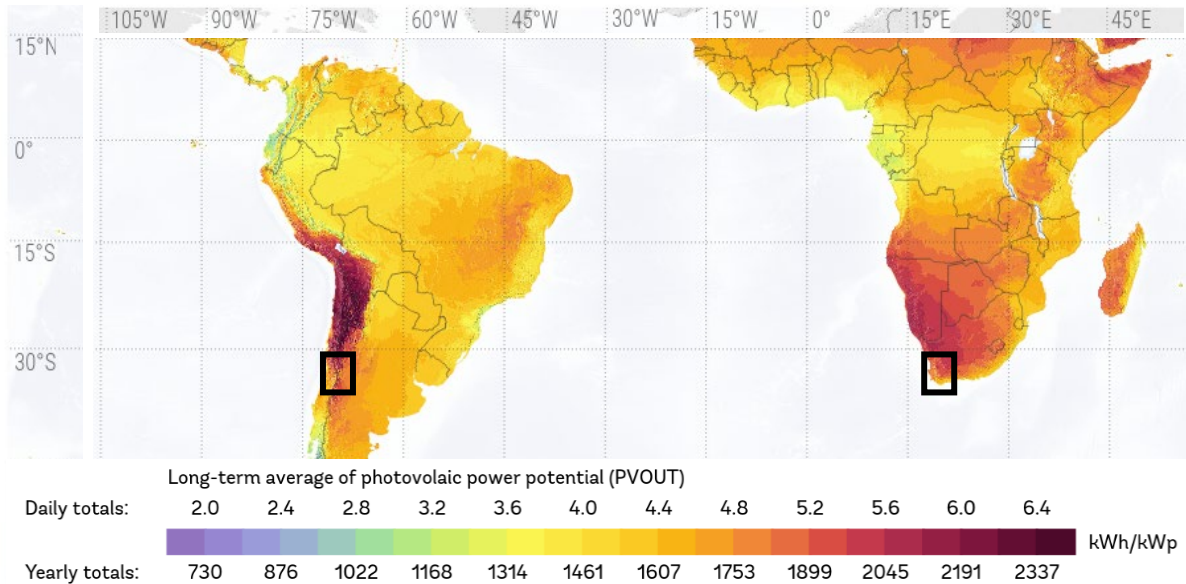 105°W 90°W 75°W 60°W 45°W 30°W 15°W 0° 15°E 30°E 45°E
15°N
0°
15°S
30°S
Long-term average of photovolaic power potential (PVOUT)
Daily totals: 2.0 2.4 2.8 3.2 3.6 4.0 4.4 4.8 5.2 5.6 6.0 6.4
kWh/kWp
Yearly totals: 730 876 1022 1168 1314 1461 1607 1753 1899 2045 2191 2337